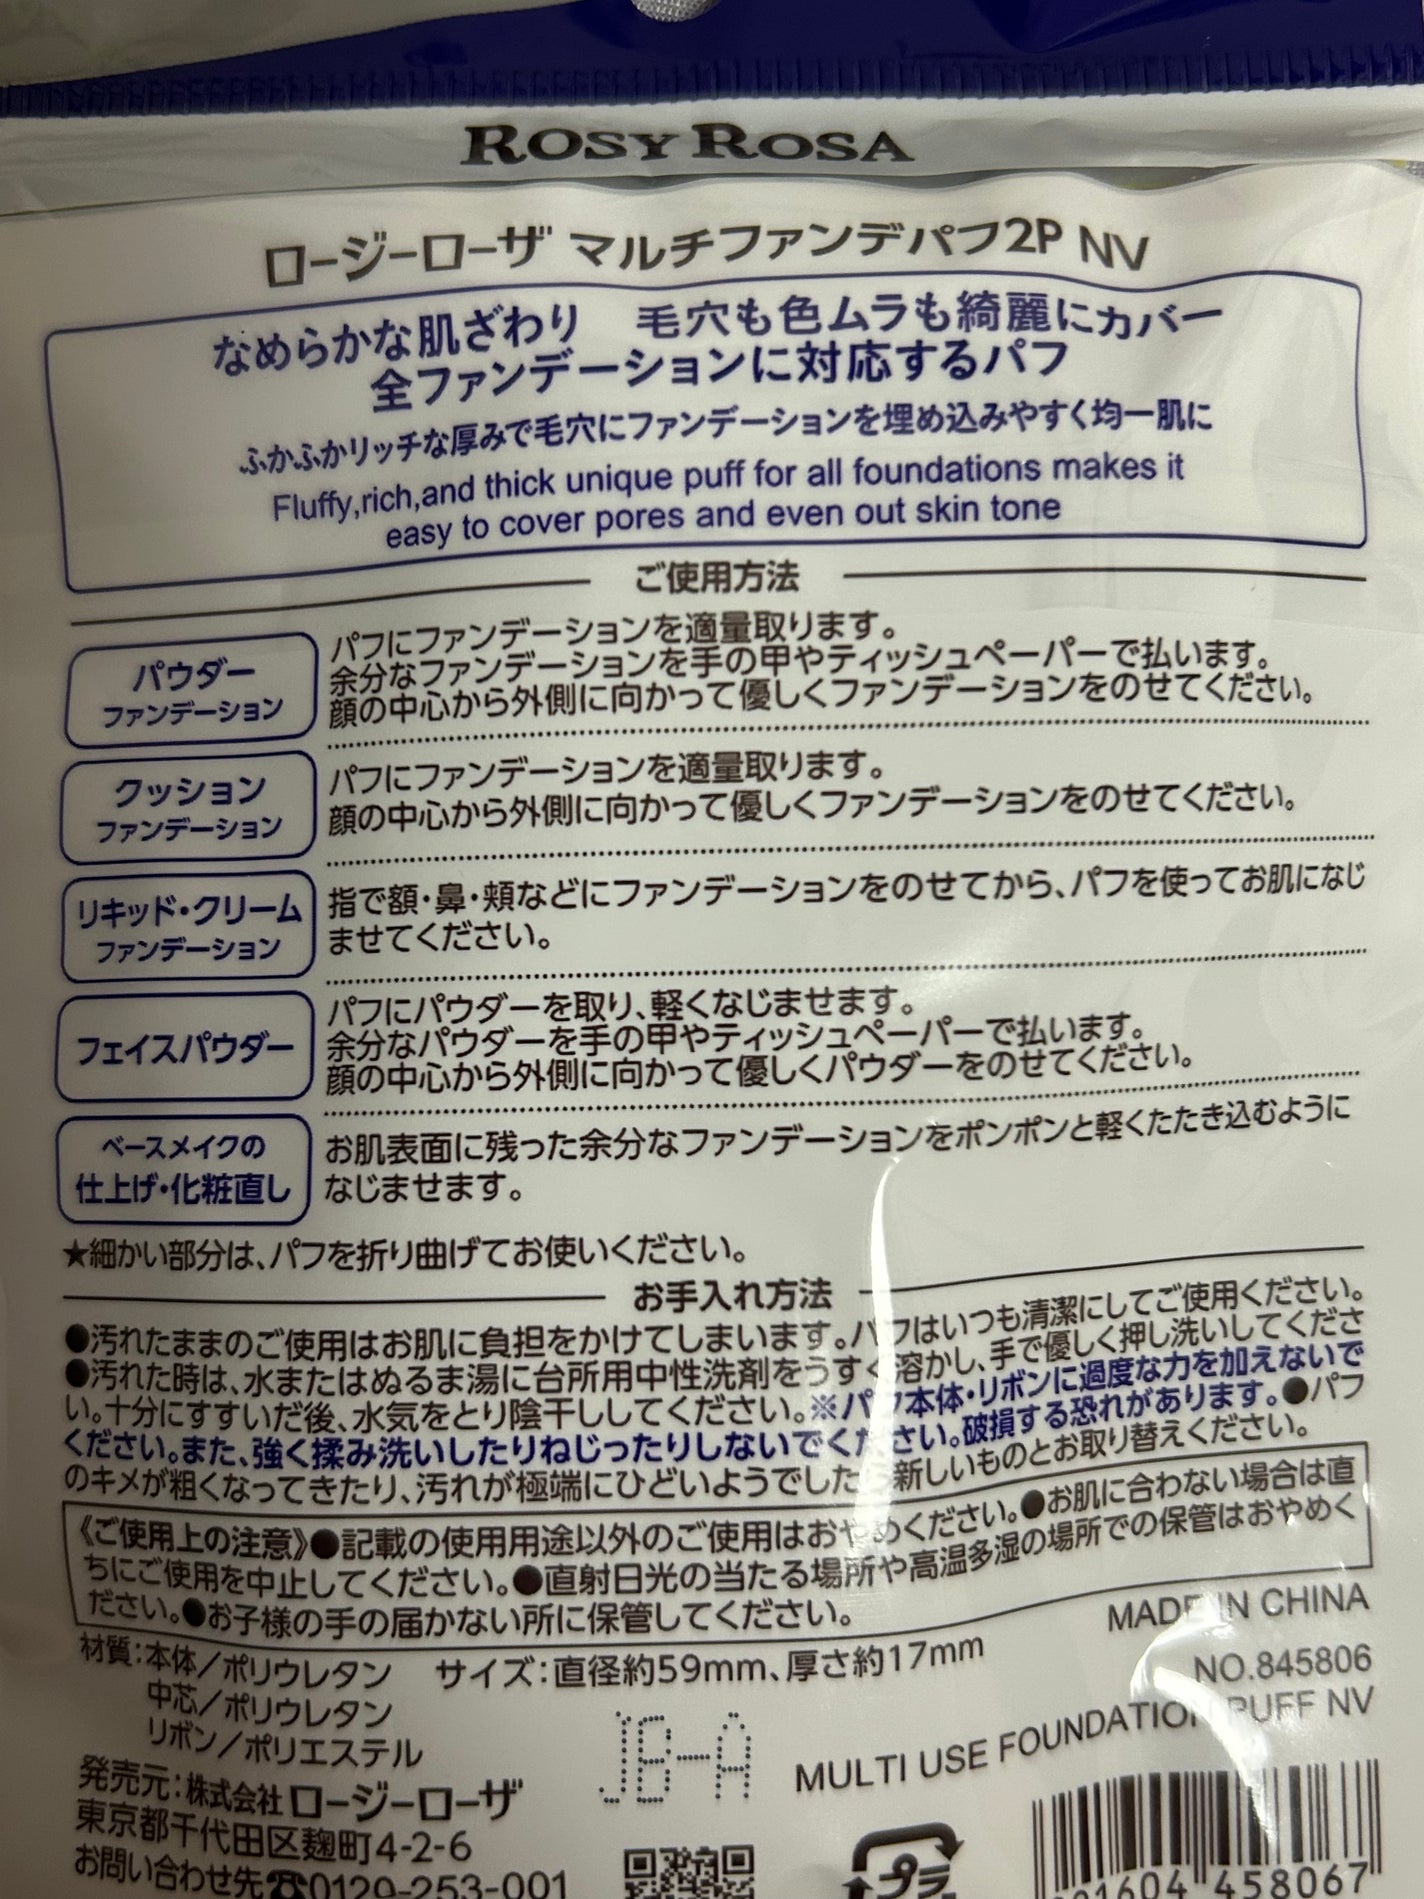 ROSY ROSA
ロージーローザ マルチファンデパフ2P NV
なめらかな肌ざわり 毛穴も色ムラも綺麗にカバー
全ファンデーションに対応するパフ
ふかふかリッチな厚みで毛穴にファンデーションを埋め込みやすく均一肌に
Fluffy,rich,and thick unique puff for all foundations makes it
easy to cover pores and even out skin tone
ご使用方法
パウダー
ファンデーション
パフにファンデーションを適量取ります。
余分なファンデーションを手の甲やティッシュペーパーで払います。
顔の中心から外側に向かって優しくファンデーションをのせてください。
クッション
ファンデーション
パフにファンデーションを適量取ります。
顔の中心から外側に向かって優しくファンデーションをのせてください。
リキッド・クリーム
ファンデーション
指で額・鼻・頬などにファンデーションをのせてから、パフを使ってお肌になじ
ませてください。
フェイスパウダー
パフにパウダーを取り、軽くなじませます。
余分なパウダーを手の甲やティッシュペーパーで払います。
顔の中心から外側に向かって優しくパウダーをのせてください。
ベースメイクの
仕上げ・化粧直し
お肌表面に残った余分なファンデーションをポンポンと軽くたたき込むように
なじませます。
★細かい部分は、パフを折り曲げてお使いください。
お手入れ方法
●汚れたままのご使用はお肌に負担をかけてしまいます。パフはいつも清潔にしてご使用ください。
●汚れた時は、水またはぬるま湯に台所用中性洗剤をうすく溶かし、手で優しく押し洗いしてくださ
い。十分にすすいだ後、水気をとり陰干ししてください。※パフ本体・リボンに過度な力を加えないで
ください。また、強く揉み洗いしたりねじったりしないでください。破損する恐れがあります。●パフ
のキメが粗くなってきたり、汚れが極端にひどいようでした 新しいものとお取り替えください。
《ご使用上の注意》●記載の使用用途以外のご使用はおやめください。●お肌に合わない場合は直
ちにご使用を中止してください。●直射日光の当たる場所や高温多湿の場所での保管はおやめく
ださい。●お子様の手の届かない所に保管してください。
材質：本体／ポリウレタン サイズ：直径約59mm、厚さ約17mm
中芯／ポリウレタン
リボン／ポリエステル
MADE IN CHINA
NO.845806
MULTI USE FOUNDATION PUFF NV
JB-A
発売元：株式会社ロージーローザ
東京都千代田区麹町4-2-6
お問い合わせ先☎0120-253-001
プラ
458067